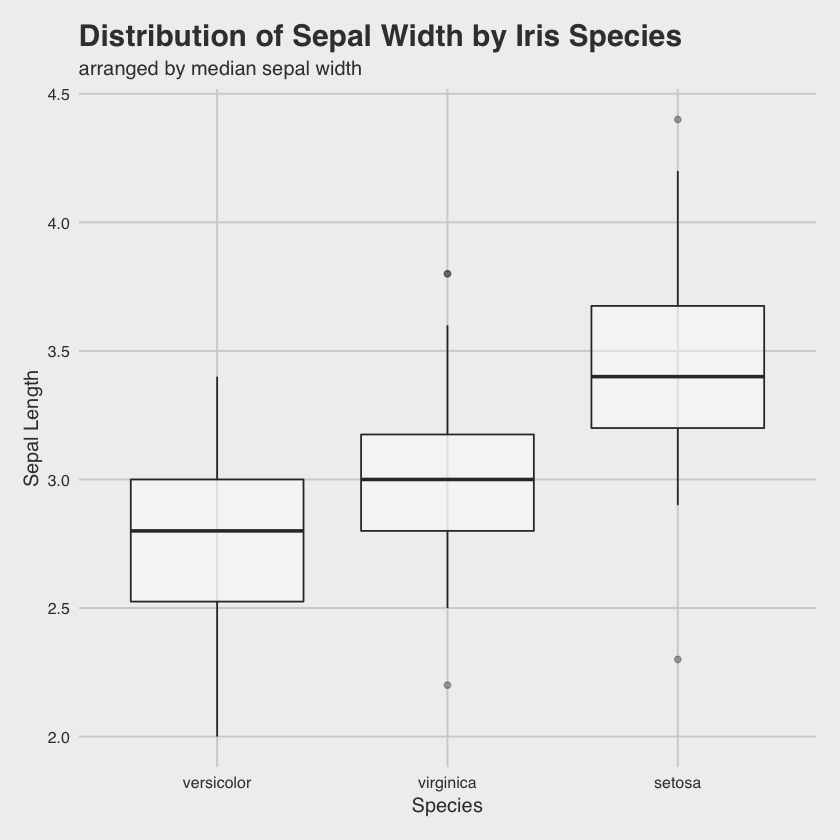 Distribution of Sepal Width by Iris Species
arranged by median sepal width
4.5
4.0
3.5
3.0
2.5
2.0
Sepal Length
versicolor virginica setosa
Species